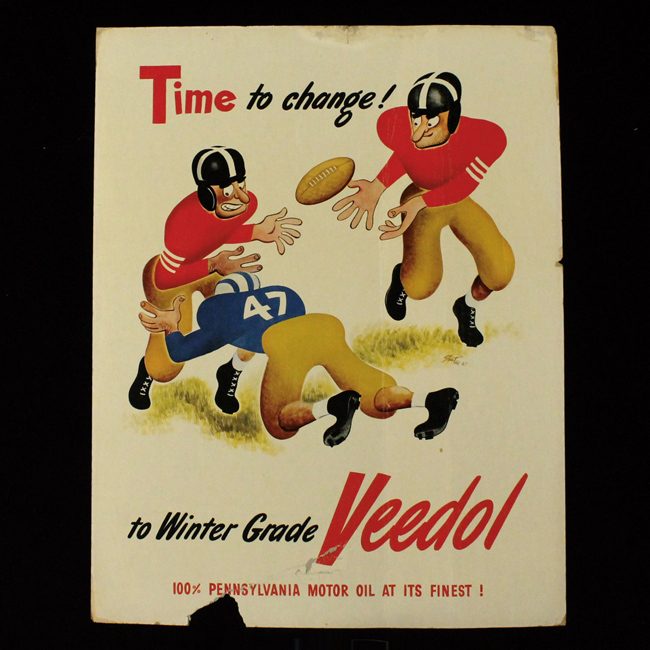 Time to change!
47
to Winter Grade Veedol
100% PENNSYLVANIA MOTOR OIL AT ITS FINEST !